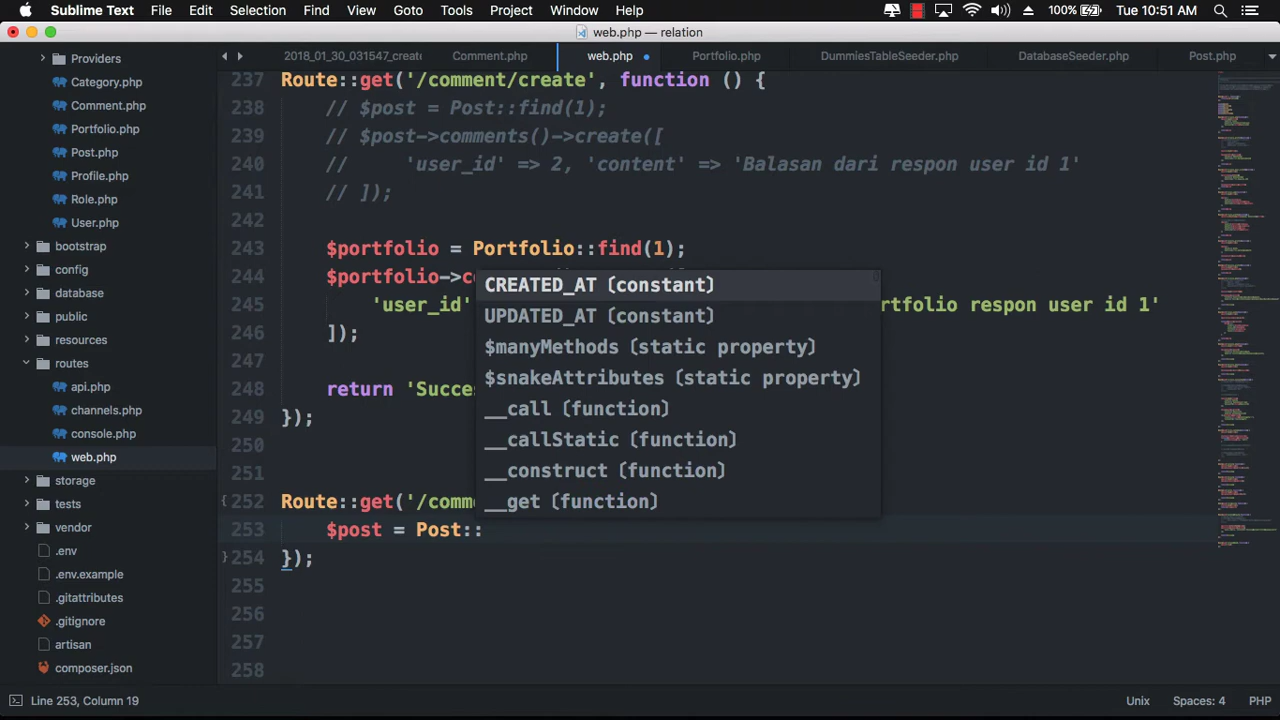 Sublime Text File Edit Selection Find View Goto Tools Project Window Help 100% Tue 10:51 AM
web.php — relation
2018_01_30_031547_create Comment.php web.php Portfolio.php DummiesTableSeeder.php DatabaseSeeder.php Post.php
Providers
Category.php
Comment.php
Portfolio.php
Post.php
Profile.php
Role.php
User.php
bootstrap
config
database
public
resources
routes
api.php
channels.php
console.php
web.php
storage
tests
vendor
.env
.env.example
.gitattributes
.gitignore
artisan
composer.json
237 Route::get('/comment/create', function () {
238 // $post = Post::find(1);
239 // $post->comments()->create([
240 // 'user_id' => 2, 'content' => 'Balasan dari respon user id 1'
241 // ]);
242
243 $portfolio = Portfolio::find(1);
244 $portfolio->c
245 'user_id' rtfolio respon user id 1'
246 ]);
247
248 return 'Succe
249 });
250
251
252 Route::get('/comm
253 $post = Post::
254 });
255
256
257
258
CREATED_AT (constant)
UPDATED_AT (constant)
$manyMethods (static property)
$snakeAttributes (static property)
__call (function)
__callStatic (function)
__construct (function)
__get (function)
Line 253, Column 19 Unix Spaces: 4 PHP